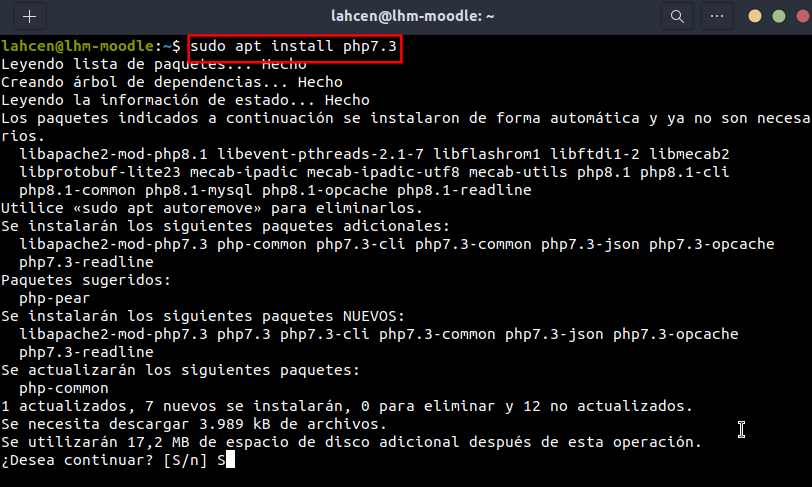 lahcen@lhm-moodle: ~
lahcen@lhm-moodle:~$ sudo apt install php7.3
Leyendo lista de paquetes... Hecho
Creando árbol de dependencias... Hecho
Leyendo la información de estado... Hecho
Los paquetes indicados a continuación se instalaron de forma automática y ya no son necesa
rios.
  libapache2-mod-php8.1 libevent-pthreads-2.1-7 libflashrom1 libftdi1-2 libmecab2
  libprotobuf-lite23 mecab-ipadic mecab-ipadic-utf8 mecab-utils php8.1 php8.1-cli
  php8.1-common php8.1-mysql php8.1-opcache php8.1-readline
Utilice «sudo apt autoremove» para eliminarlos.
Se instalarán los siguientes paquetes adicionales:
  libapache2-mod-php7.3 php-common php7.3-cli php7.3-common php7.3-json php7.3-opcache
  php7.3-readline
Paquetes sugeridos:
  php-pear
Se instalarán los siguientes paquetes NUEVOS:
  libapache2-mod-php7.3 php7.3 php7.3-cli php7.3-common php7.3-json php7.3-opcache
  php7.3-readline
Se actualizarán los siguientes paquetes:
  php-common
1 actualizados, 7 nuevos se instalarán, 0 para eliminar y 12 no actualizados.
Se necesita descargar 3.989 kB de archivos.
Se utilizarán 17,2 MB de espacio de disco adicional después de esta operación.
¿Desea continuar? [S/n] S